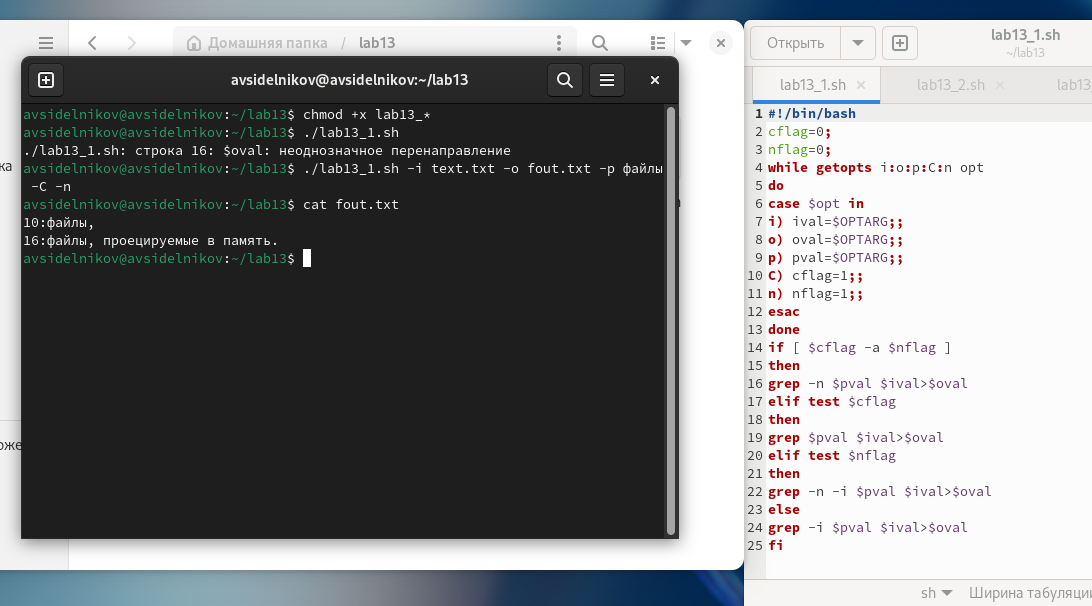 Домашняя папка / lab13
avsidelnikov@avsidelnikov:~/lab13
avsidelnikov@avsidelnikov:~/lab13$ chmod +x lab13_*
avsidelnikov@avsidelnikov:~/lab13$ ./lab13_1.sh
./lab13_1.sh: строка 16: $oval: неоднозначное перенаправление
avsidelnikov@avsidelnikov:~/lab13$ ./lab13_1.sh -i text.txt -o fout.txt -p файлы
-C -n
avsidelnikov@avsidelnikov:~/lab13$ cat fout.txt
10:файлы,
16:файлы, проецируемые в память.
avsidelnikov@avsidelnikov:~/lab13$
Открыть
lab13_1.sh
~/lab13
lab13_1.sh × lab13_2.sh × lab13
1 #!/bin/bash
2 cflag=0;
3 nflag=0;
4 while getopts i:o:p:C:n opt
5 do
6 case $opt in
7 i) ival=$OPTARG;;
8 o) oval=$OPTARG;;
9 p) pval=$OPTARG;;
10 C) cflag=1;;
11 n) nflag=1;;
12 esac
13 done
14 if [ $cflag -a $nflag ]
15 then
16 grep -n $pval $ival>$oval
17 elif test $cflag
18 then
19 grep $pval $ival>$oval
20 elif test $nflag
21 then
22 grep -n -i $pval $ival>$oval
23 else
24 grep -i $pval $ival>$oval
25 fi
sh Ширина табуляци